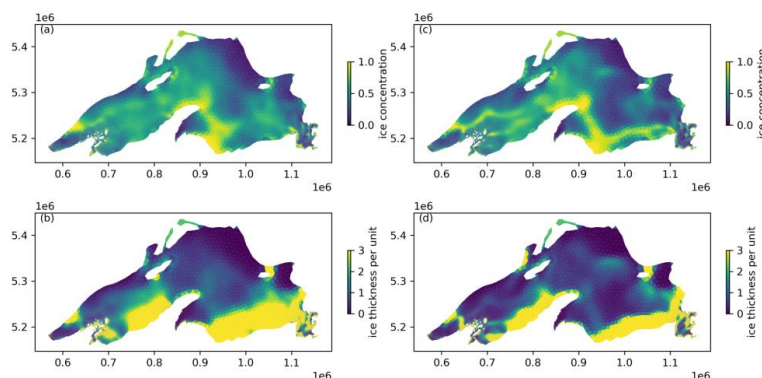 1e6
(a)
5.4
5.3
5.2
0.6 0.7 0.8 0.9 1.0 1.1
1e6
1.0
0.5
0.0
ice concentration
1e6
(c)
5.4
5.3
5.2
0.6 0.7 0.8 0.9 1.0 1.1
1e6
1.0
0.5
0.0
ice concentration
1e6
(b)
5.4
5.3
5.2
0.6 0.7 0.8 0.9 1.0 1.1
1e6
3
2
1
0
ice thickness per unit
1e6
(d)
5.4
5.3
5.2
0.6 0.7 0.8 0.9 1.0 1.1
1e6
3
2
1
0
ice thickness per unit